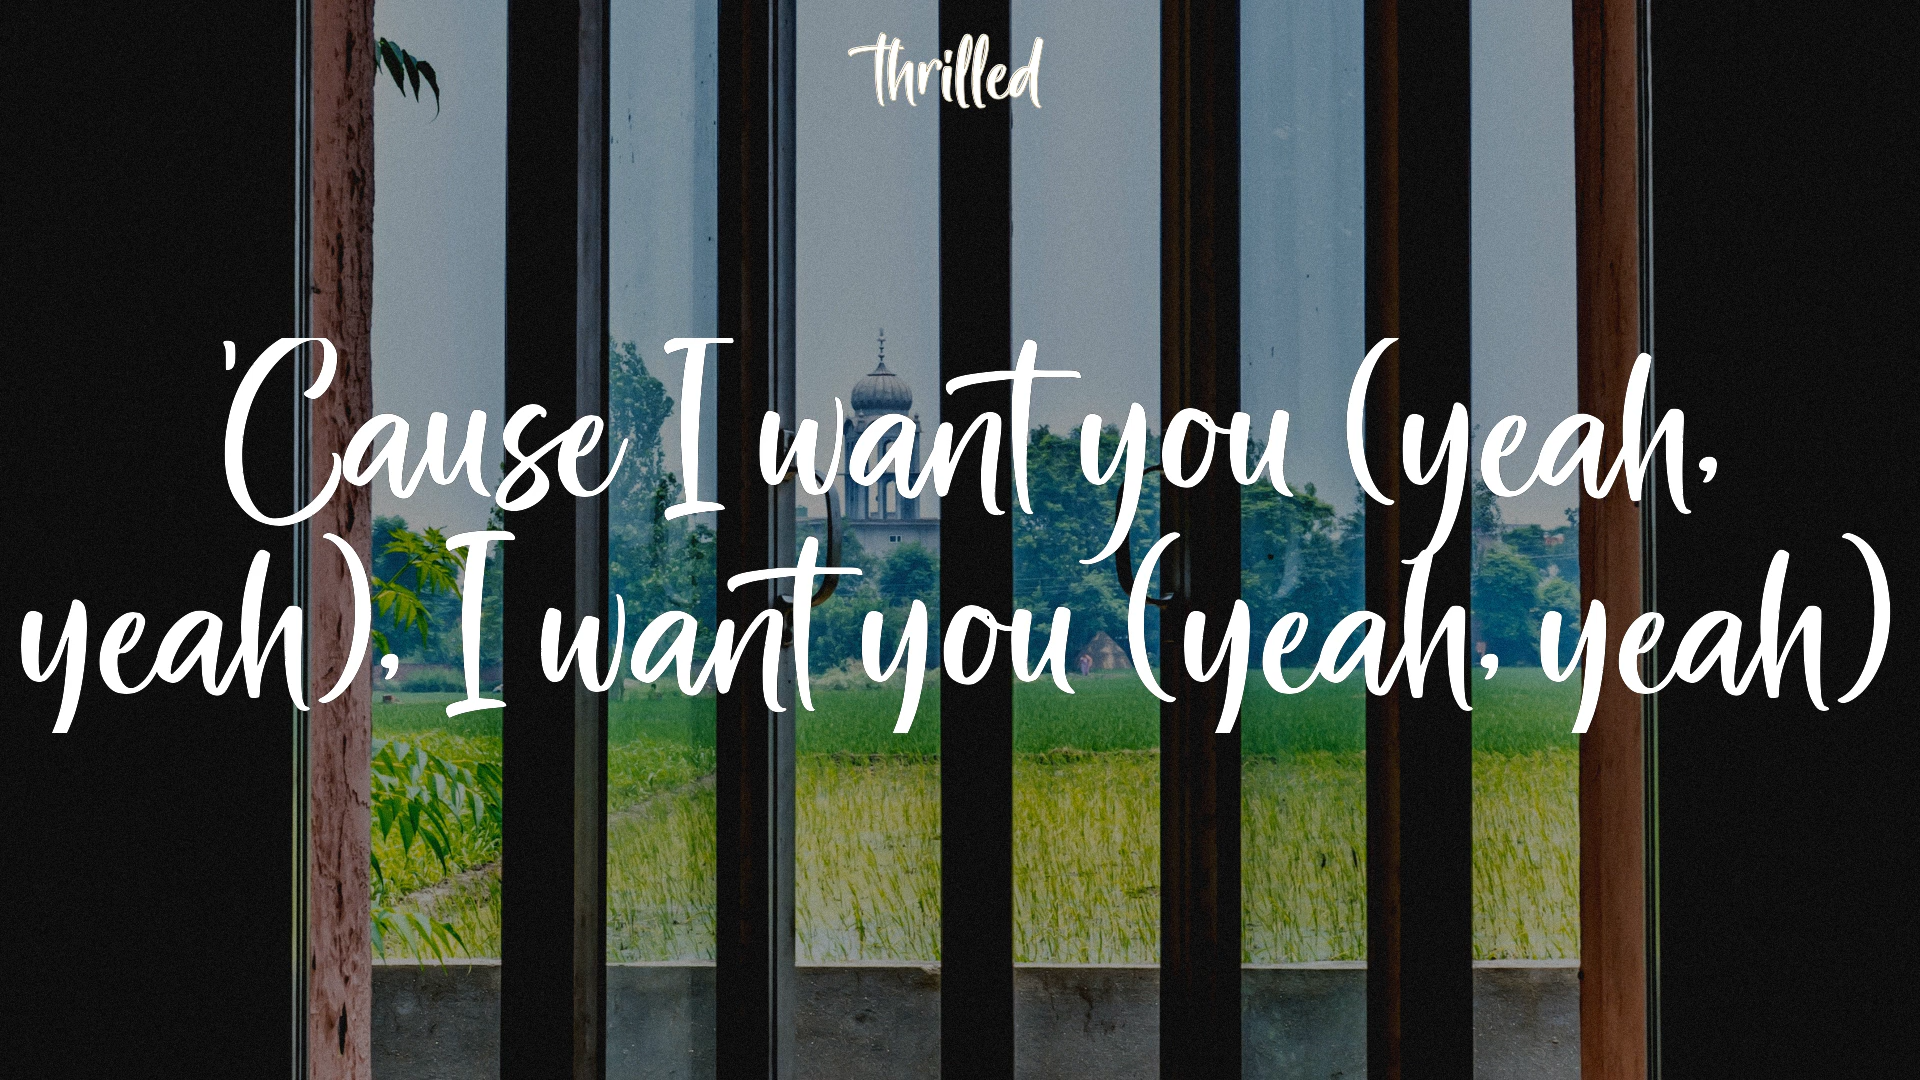 thrilled
'Cause I want you (yeah,
yeah), I want you (yeah, yeah)